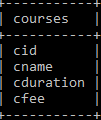 +-----------+
| courses   |
+-----------+
| cid       |
| cname     |
| cduration |
| cfee      |
+-----------+